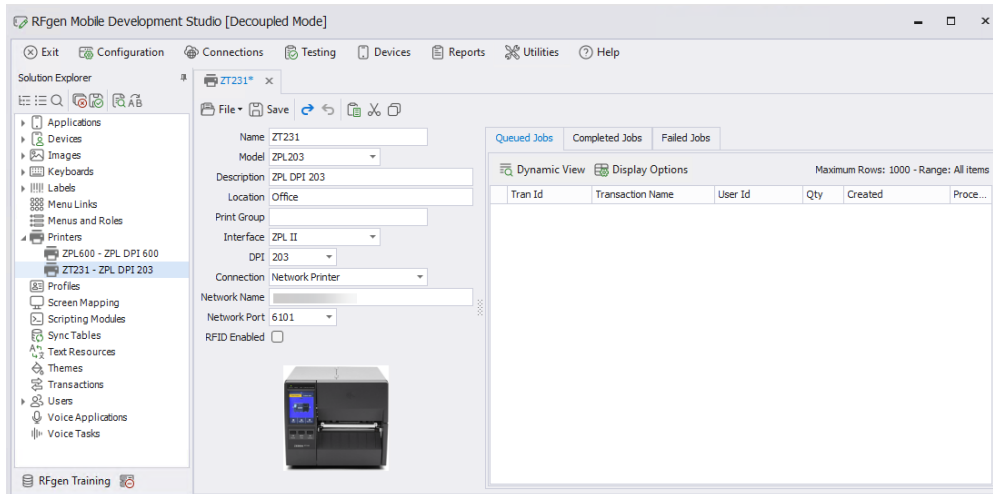 RFgen Mobile Development Studio [Decoupled Mode]
Exit Configuration Connections Testing Devices Reports Utilities Help
Solution Explorer
ZT231*
File Save
Applications
Devices
Images
Keyboards
Labels
Menu Links
Menus and Roles
Printers
ZPL600 - ZPL DPI 600
ZT231 - ZPL DPI 203
Profiles
Screen Mapping
Scripting Modules
Sync Tables
Text Resources
Themes
Transactions
Users
Voice Applications
Voice Tasks
RFgen Training
Name ZT231
Model ZPL203
Description ZPL DPI 203
Location Office
Print Group
Interface ZPL II
DPI 203
Connection Network Printer
Network Name
Network Port 6101
RFID Enabled
Queued Jobs Completed Jobs Failed Jobs
Dynamic View Display Options Maximum Rows: 1000 - Range: All items
Tran Id Transaction Name User Id Qty Created Proce...